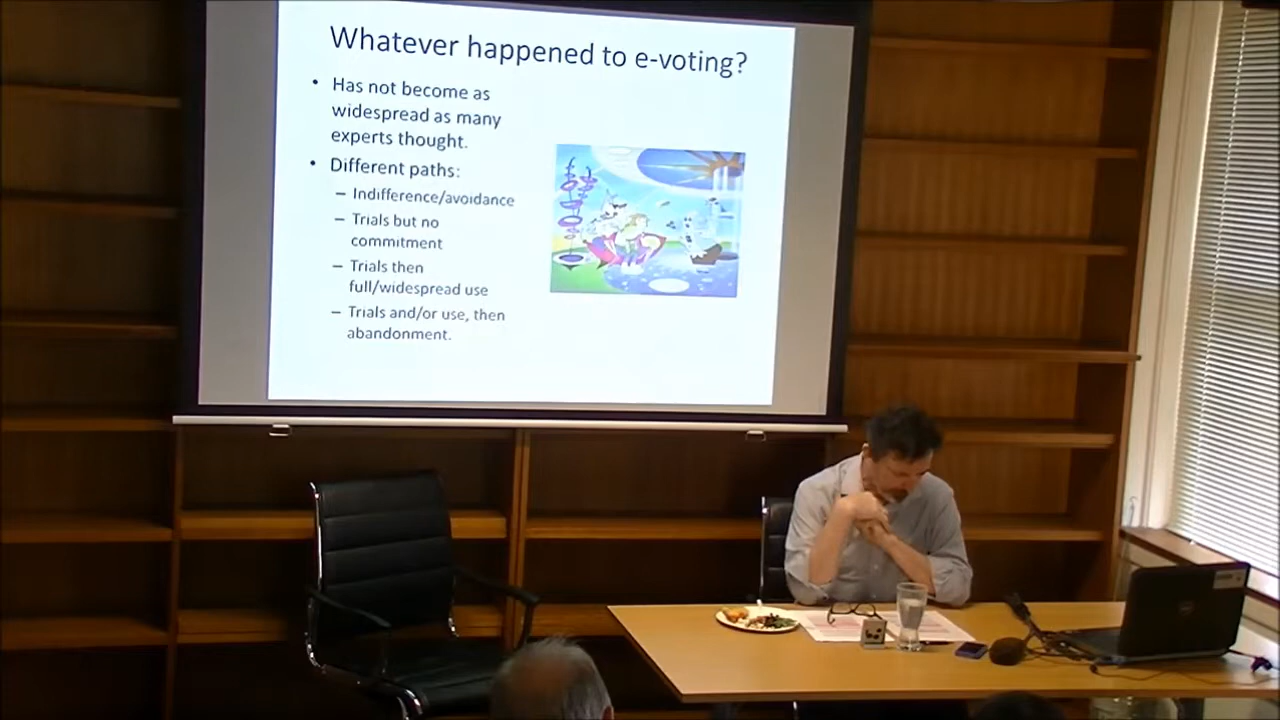 Whatever happened to e-voting?
• Has not become as
widespread as many
experts thought.
• Different paths:
– Indifference/avoidance
– Trials but no
commitment
– Trials then
full/widespread use
– Trials and/or use, then
abandonment.